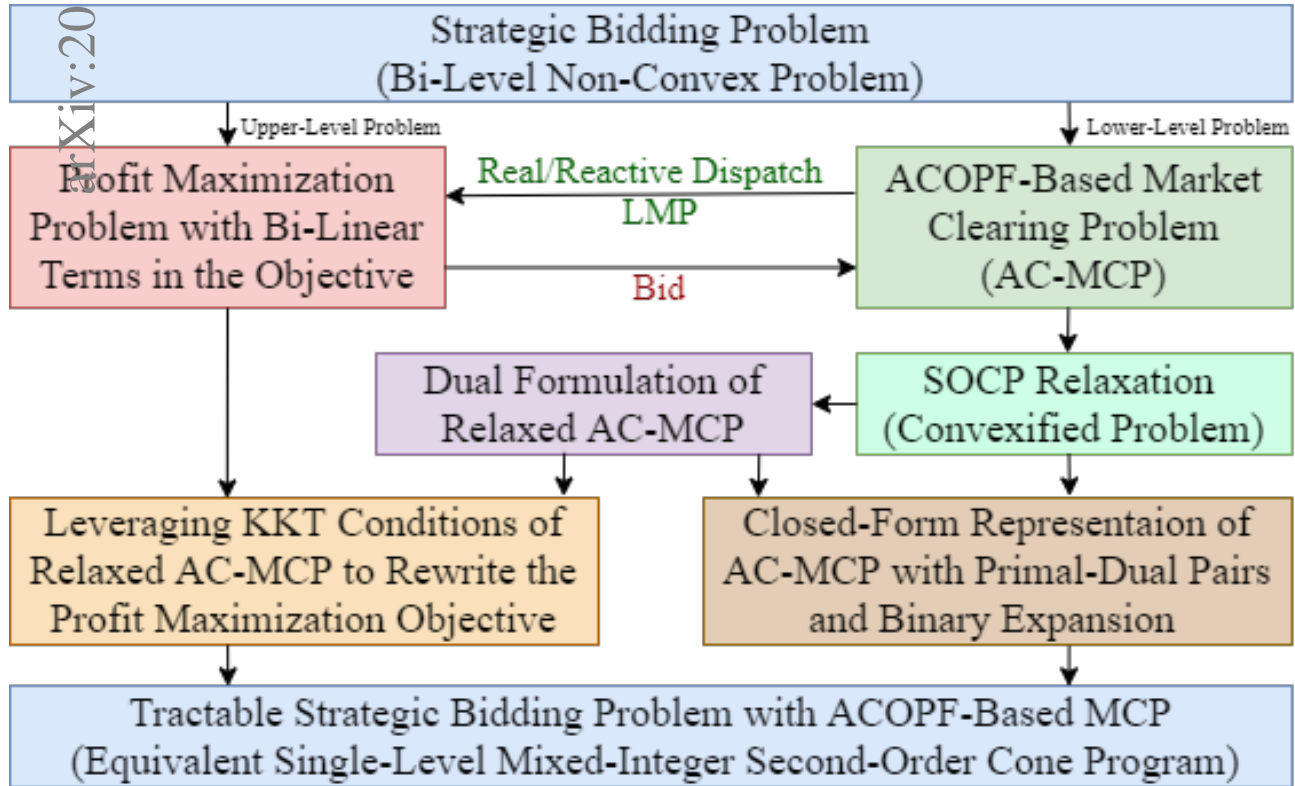 arXiv:20
Strategic Bidding Problem
(Bi-Level Non-Convex Problem)
Upper-Level Problem
Lower-Level Problem
Profit Maximization
Problem with Bi-Linear
Terms in the Objective
Real/Reactive Dispatch
LMP
Bid
ACOPF-Based Market
Clearing Problem
(AC-MCP)
Dual Formulation of
Relaxed AC-MCP
SOCP Relaxation
(Convexified Problem)
Leveraging KKT Conditions of
Relaxed AC-MCP to Rewrite the
Profit Maximization Objective
Closed-Form Representaion of
AC-MCP with Primal-Dual Pairs
and Binary Expansion
Tractable Strategic Bidding Problem with ACOPF-Based MCP
(Equivalent Single-Level Mixed-Integer Second-Order Cone Program)